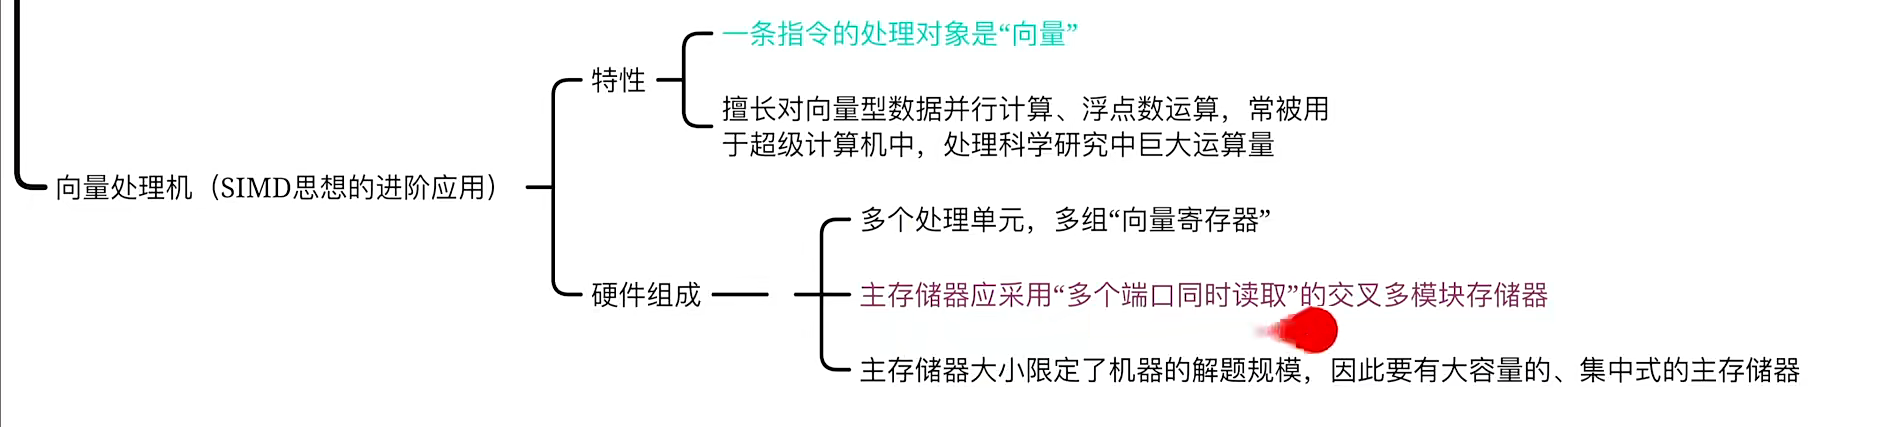 一条指令的处理对象是“向量”
特性
擅长对向量型数据并行计算、浮点数运算，常被用
于超级计算机中，处理科学研究中巨大运算量
向量处理机（SIMD思想的进阶应用）
多个处理单元，多组“向量寄存器”
硬件组成
主存储器应采用“多个端口同时读取”的交叉多模块存储器
主存储器大小限定了机器的解题规模，因此要有大容量的、集中式的主存储器